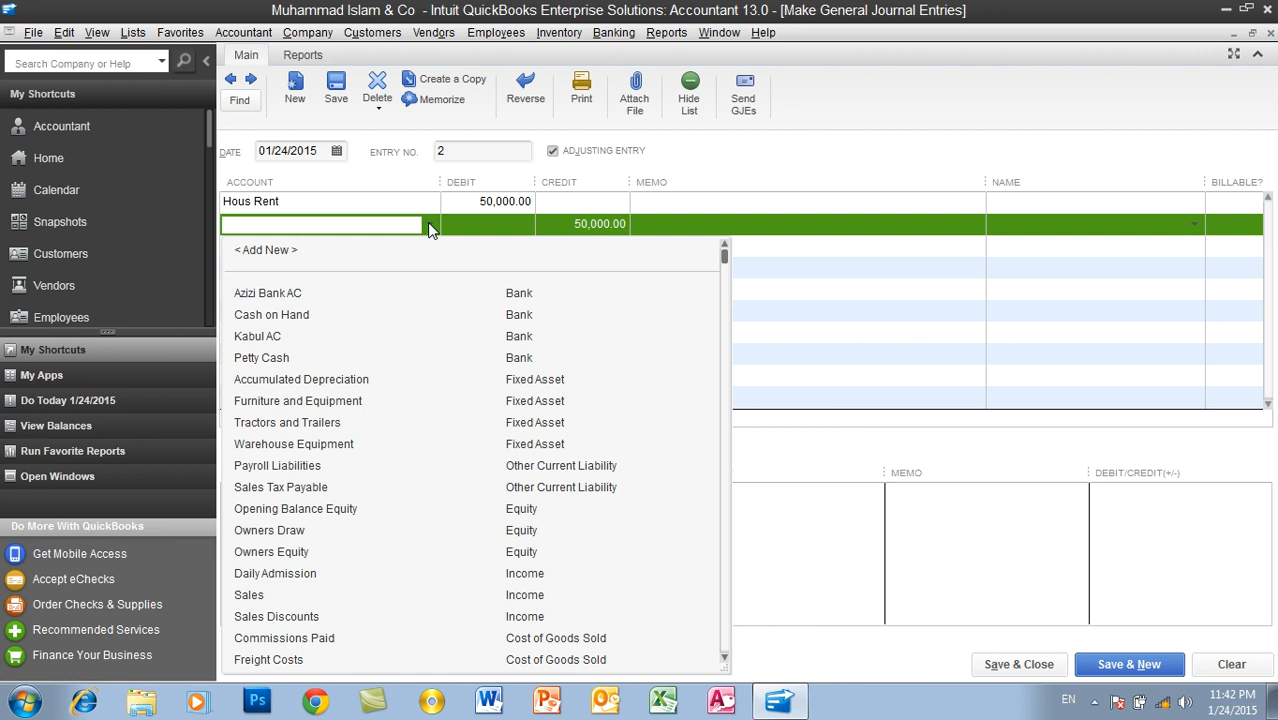 Muhammad Islam & Co - Intuit QuickBooks Enterprise Solutions: Accountant 13.0 - [Make General Journal Entries]
File Edit View Lists Favorites Accountant Company Customers Vendors Employees Inventory Banking Reports Window Help
Search Company or Help
My Shortcuts
Accountant
Home
Calendar
Snapshots
Customers
Vendors
Employees
My Shortcuts
My Apps
Do Today 1/24/2015
View Balances
Run Favorite Reports
Open Windows
Do More With QuickBooks
Get Mobile Access
Accept eChecks
Order Checks & Supplies
Recommended Services
Finance Your Business
Main Reports
Find
New
Save
Delete
Create a Copy
Memorize
Reverse
Print
Attach
File
Hide
List
Send
GJEs
DATE 01/24/2015 ENTRY NO. 2 ADJUSTING ENTRY
ACCOUNT DEBIT CREDIT MEMO NAME BILLABLE?
Hous Rent 50,000.00
50,000.00
< Add New >
Azizi Bank AC Bank
Cash on Hand Bank
Kabul AC Bank
Petty Cash Bank
Accumulated Depreciation Fixed Asset
Furniture and Equipment Fixed Asset
Tractors and Trailers Fixed Asset
Warehouse Equipment Fixed Asset
Payroll Liabilities Other Current Liability
Sales Tax Payable Other Current Liability
Opening Balance Equity Equity
Owners Draw Equity
Owners Equity Equity
Daily Admission Income
Sales Income
Sales Discounts Income
Commissions Paid Cost of Goods Sold
Freight Costs Cost of Goods Sold
MEMO DEBIT/CREDIT(+/-)
Save & Close Save & New Clear
Ps
EN
11:42 PM
1/24/2015